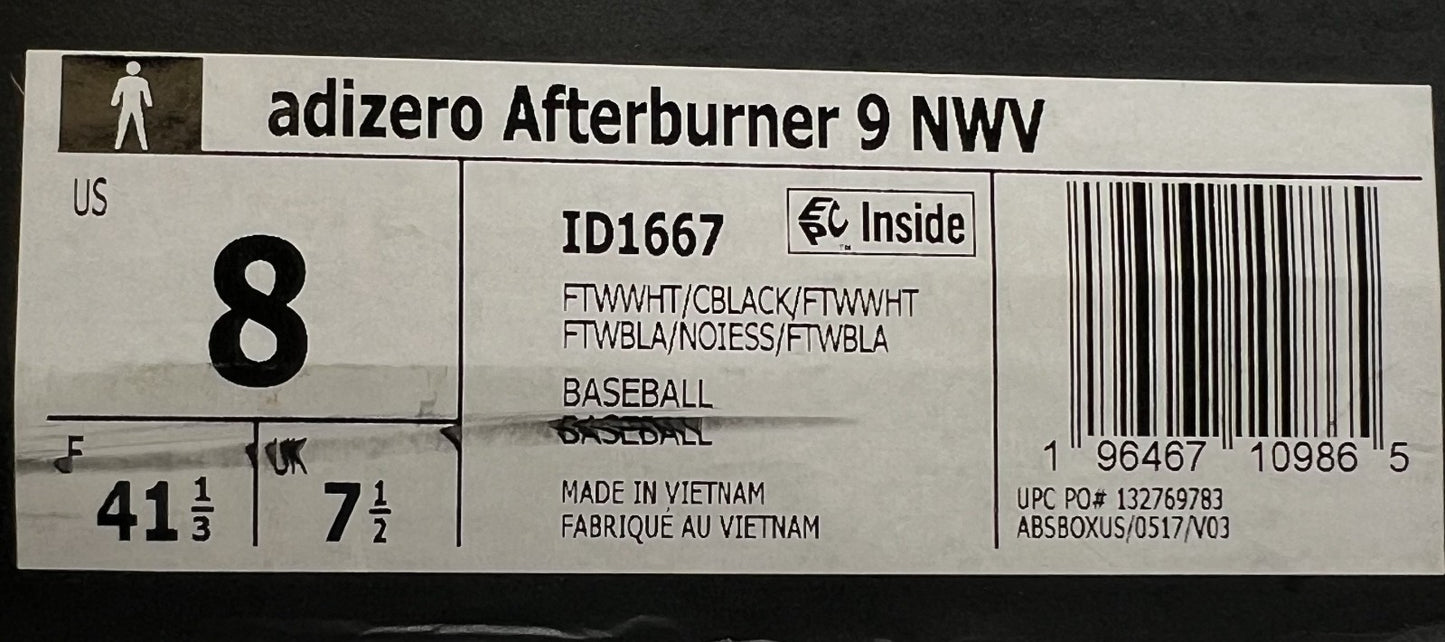 adizero Afterburner 9 NWV
US
8
F
41 1/3
UK
7 1/2
ID1667
EPC™ Inside
FTWWHT/CBLACK/FTWWHT
FTWBLA/NOIESS/FTWBLA
BASEBALL
BASEBALL
MADE IN VIETNAM
FABRIQUÉ AU VIETNAM
1 96467 10986 5
UPC PO# 132769783
ABSBOXUS/0517/V03